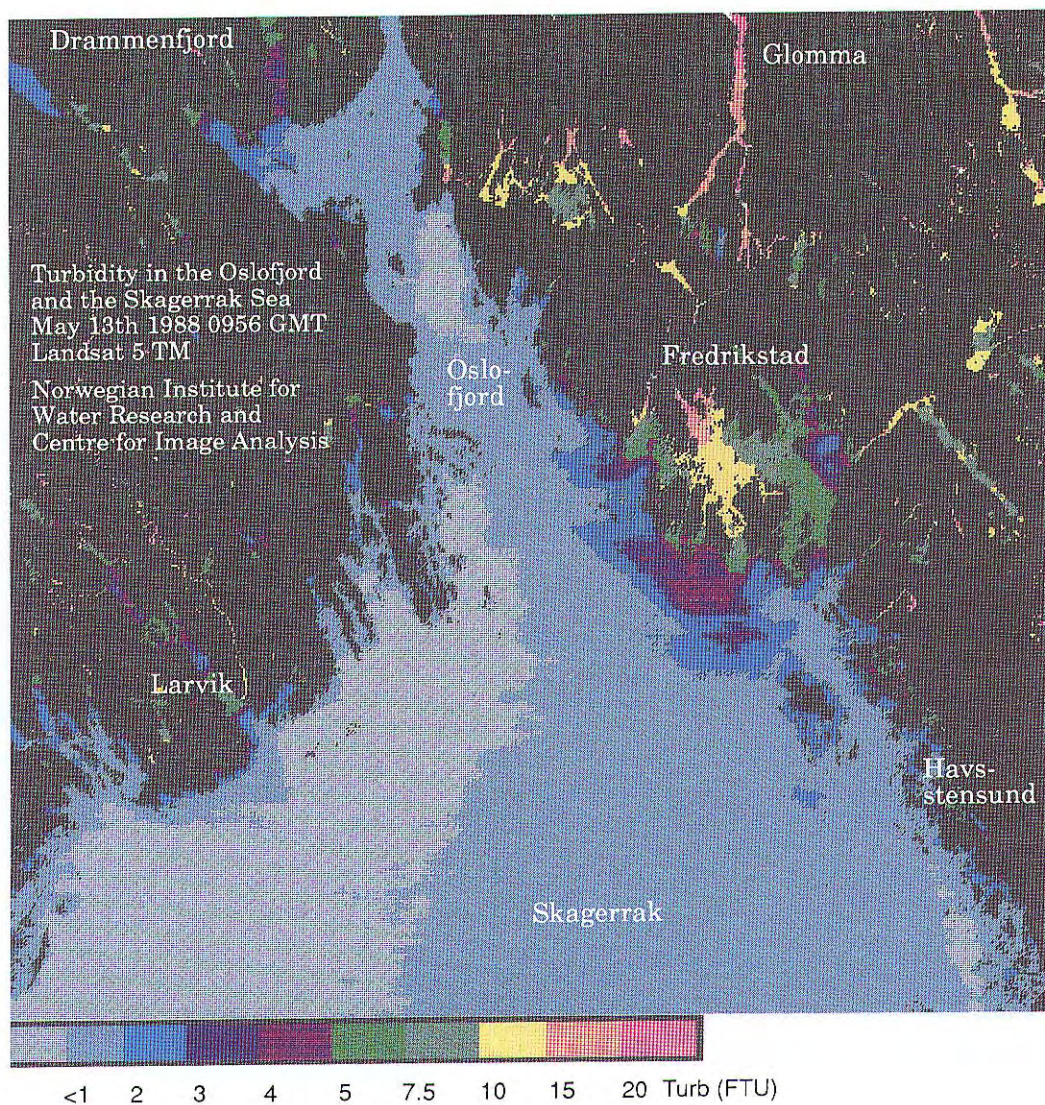 Drammenfjord
Glomma
Turbidity in the Oslofjord
and the Skagerrak Sea
May 13th 1988 0956 GMT
Landsat 5 TM
Norwegian Institute for
Water Research and
Centre for Image Analysis
Oslo-
fjord
Fredrikstad
Larvik
Havs-
stensund
Skagerrak
<1 2 3 4 5 7.5 10 15 20 Turb (FTU)